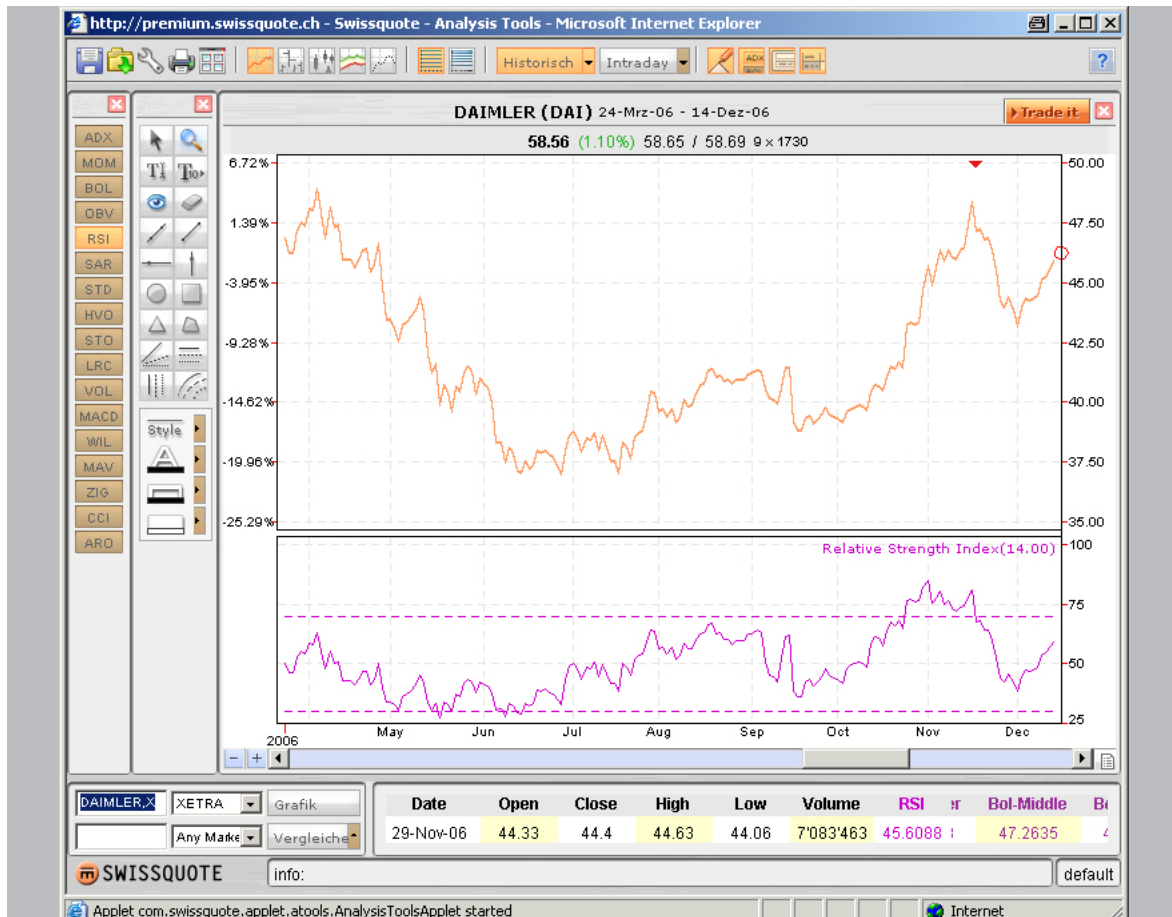 http://premium.swissquote.ch - Swissquote - Analysis Tools - Microsoft Internet Explorer
Historisch Intraday ADX ?
DAIMLER (DAI) 24-Mrz-06 - 14-Dez-06 Trade it
58.56 (1.10%) 58.65 / 58.69 9 x 1730
ADX
MOM
BOL
OBV
RSI
SAR
STD
HVO
STO
LRC
VOL
MACD
WIL
MAV
ZIG
CCI
ARO
Style
6.72% 50.00
1.39% 47.50
-3.95% 45.00
-9.28% 42.50
-14.62% 40.00
-19.96% 37.50
-25.29% 35.00
Relative Strength Index(14.00) 100
75
50
25
2006 May Jun Jul Aug Sep Oct Nov Dec
DAIMLER,X XETRA Grafik
Any Marke Vergleiche
Date Open Close High Low Volume RSI er Bol-Middle
29-Nov-06 44.33 44.4 44.63 44.06 7'083'463 45.6088 47.2635
SWISSQUOTE info: default
Applet com.swissquote.applet.atools.AnalysisToolsApplet started Internet